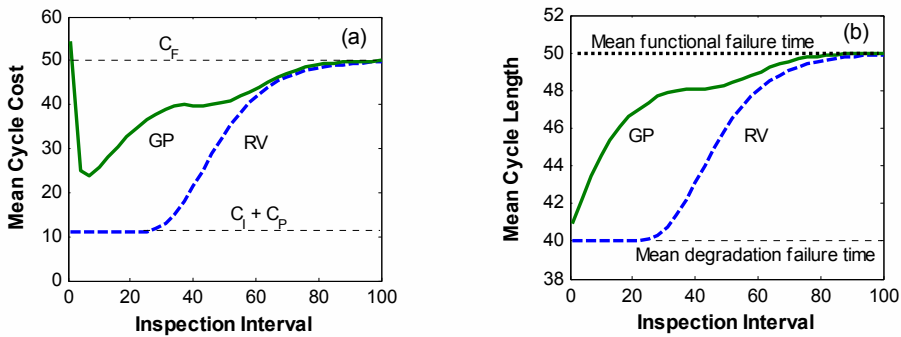 (a)
60
50
40
30
20
10
0
C_F
GP
RV
C_I + C_P
0 20 40 60 80 100
Mean Cycle Cost
Inspection Interval
(b)
52
50
48
46
44
42
40
38
Mean functional failure time
GP
RV
Mean degradation failure time
0 20 40 60 80 100
Mean Cycle Length
Inspection Interval